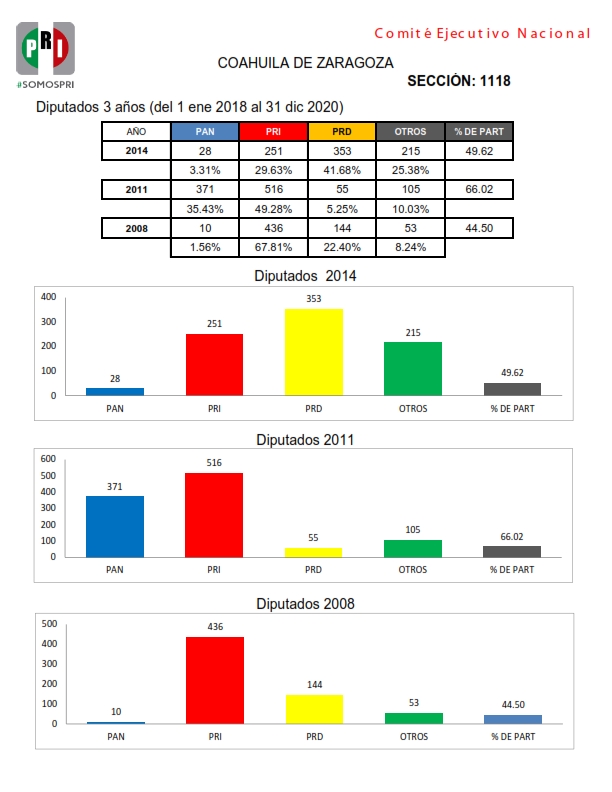 Comité Ejecutivo Nacional
PRI
#SOMOSPRI
COAHUILA DE ZARAGOZA
SECCIÓN: 1118
Diputados 3 años (del 1 ene 2018 al 31 dic 2020)
AÑO PAN PRI PRD OTROS % DE PART
2014 28 251 353 215 49.62
3.31% 29.63% 41.68% 25.38%
2011 371 516 55 105 66.02
35.43% 49.28% 5.25% 10.03%
2008 10 436 144 53 44.50
1.56% 67.81% 22.40% 8.24%
Diputados 2014
400
300
200
100
0
28 251 353 215 49.62
PAN PRI PRD OTROS % DE PART
Diputados 2011
600
500
400
300
200
100
0
371 516 55 105 66.02
PAN PRI PRD OTROS % DE PART
Diputados 2008
500
400
300
200
100
0
10 436 144 53 44.50
PAN PRI PRD OTROS % DE PART